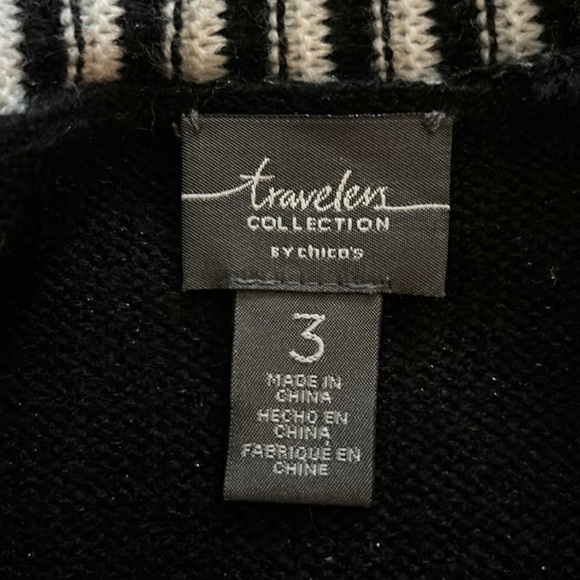 travelers
COLLECTION
BY chico's
3
MADE IN
CHINA
HECHO EN
CHINA
FABRIQUÉ EN
CHINE